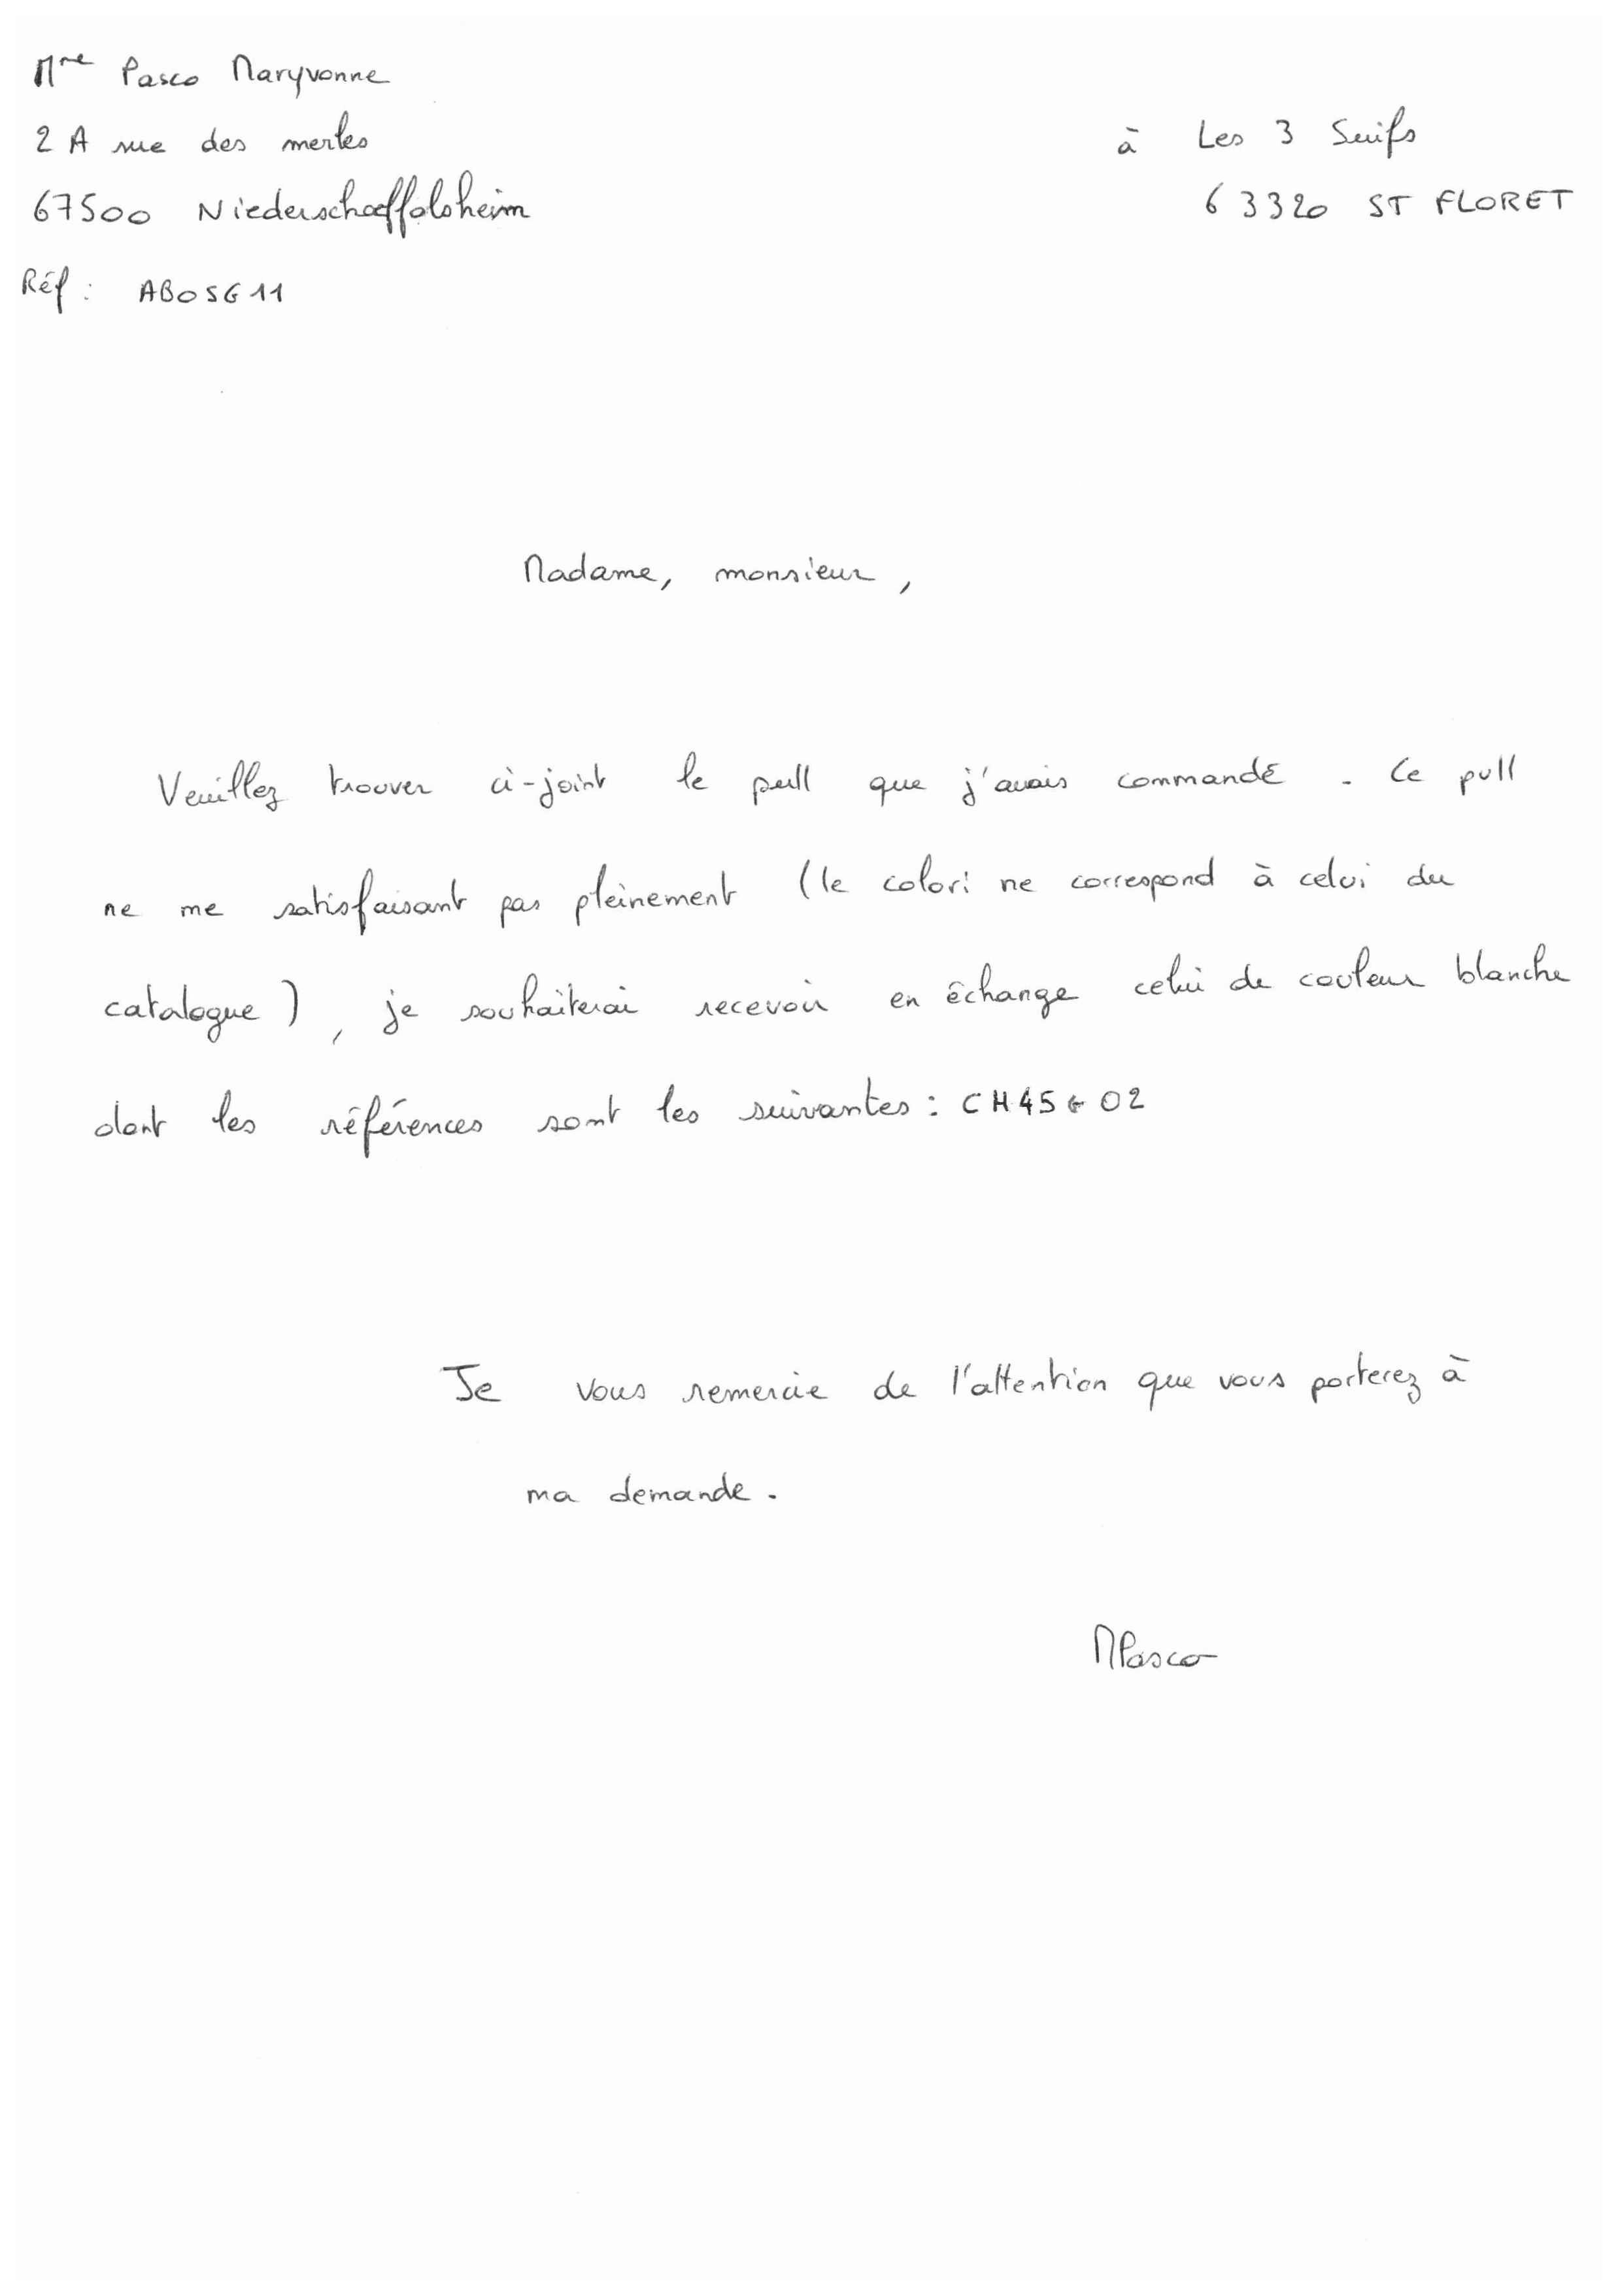 Mme Pasco Maryvonne
2 A rue des merles
67500 Niederschaeffolsheim
Réf : ABOSG11
à Les 3 Suifs
63320 ST FLORET
Madame, monsieur,
Veuillez trouver ci-joint le pull que j'avais commandé. Ce pull
ne me satisfaisant pas pleinement (le colori ne correspond à celui du
catalogue), je souhaiterai recevoir en échange celui de couleur blanche
dont les références sont les suivantes : CH45G02
Je vous remercie de l'attention que vous porterez à
ma demande.
MPasco